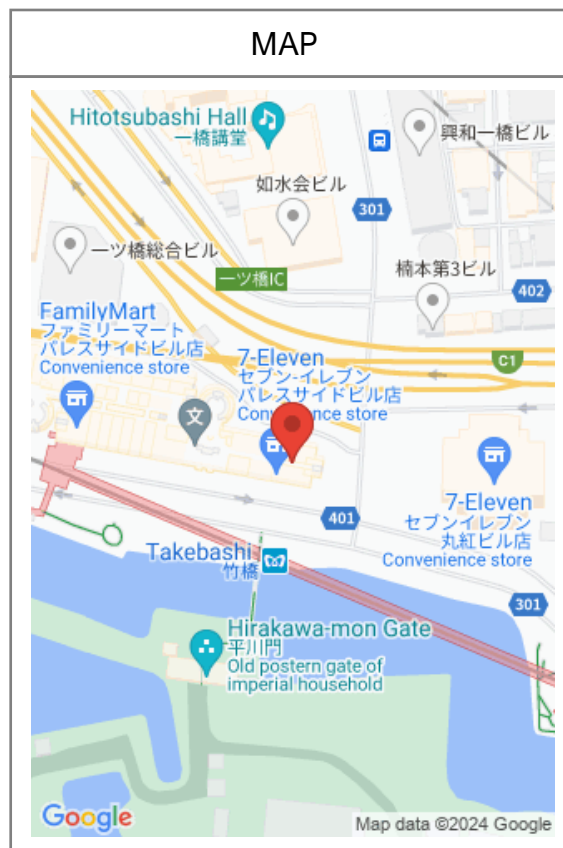 MAP
Hitotsubashi Hall
一橋講堂
興和一橋ビル
如水会ビル
301
一ツ橋総合ビル
一ツ橋IC
楠本第3ビル
402
FamilyMart
ファミリーマート
パレスサイドビル店
Convenience store
7-Eleven
セブン-イレブン
パレスサイドビル店
Convenience store
C1
文
7-Eleven
セブンイレブン
丸紅ビル店
Convenience store
401
Takebashi
竹橋
301
Hirakawa-mon Gate
平川門
Old postern gate of
imperial household
Google
Map data ©2024 Google